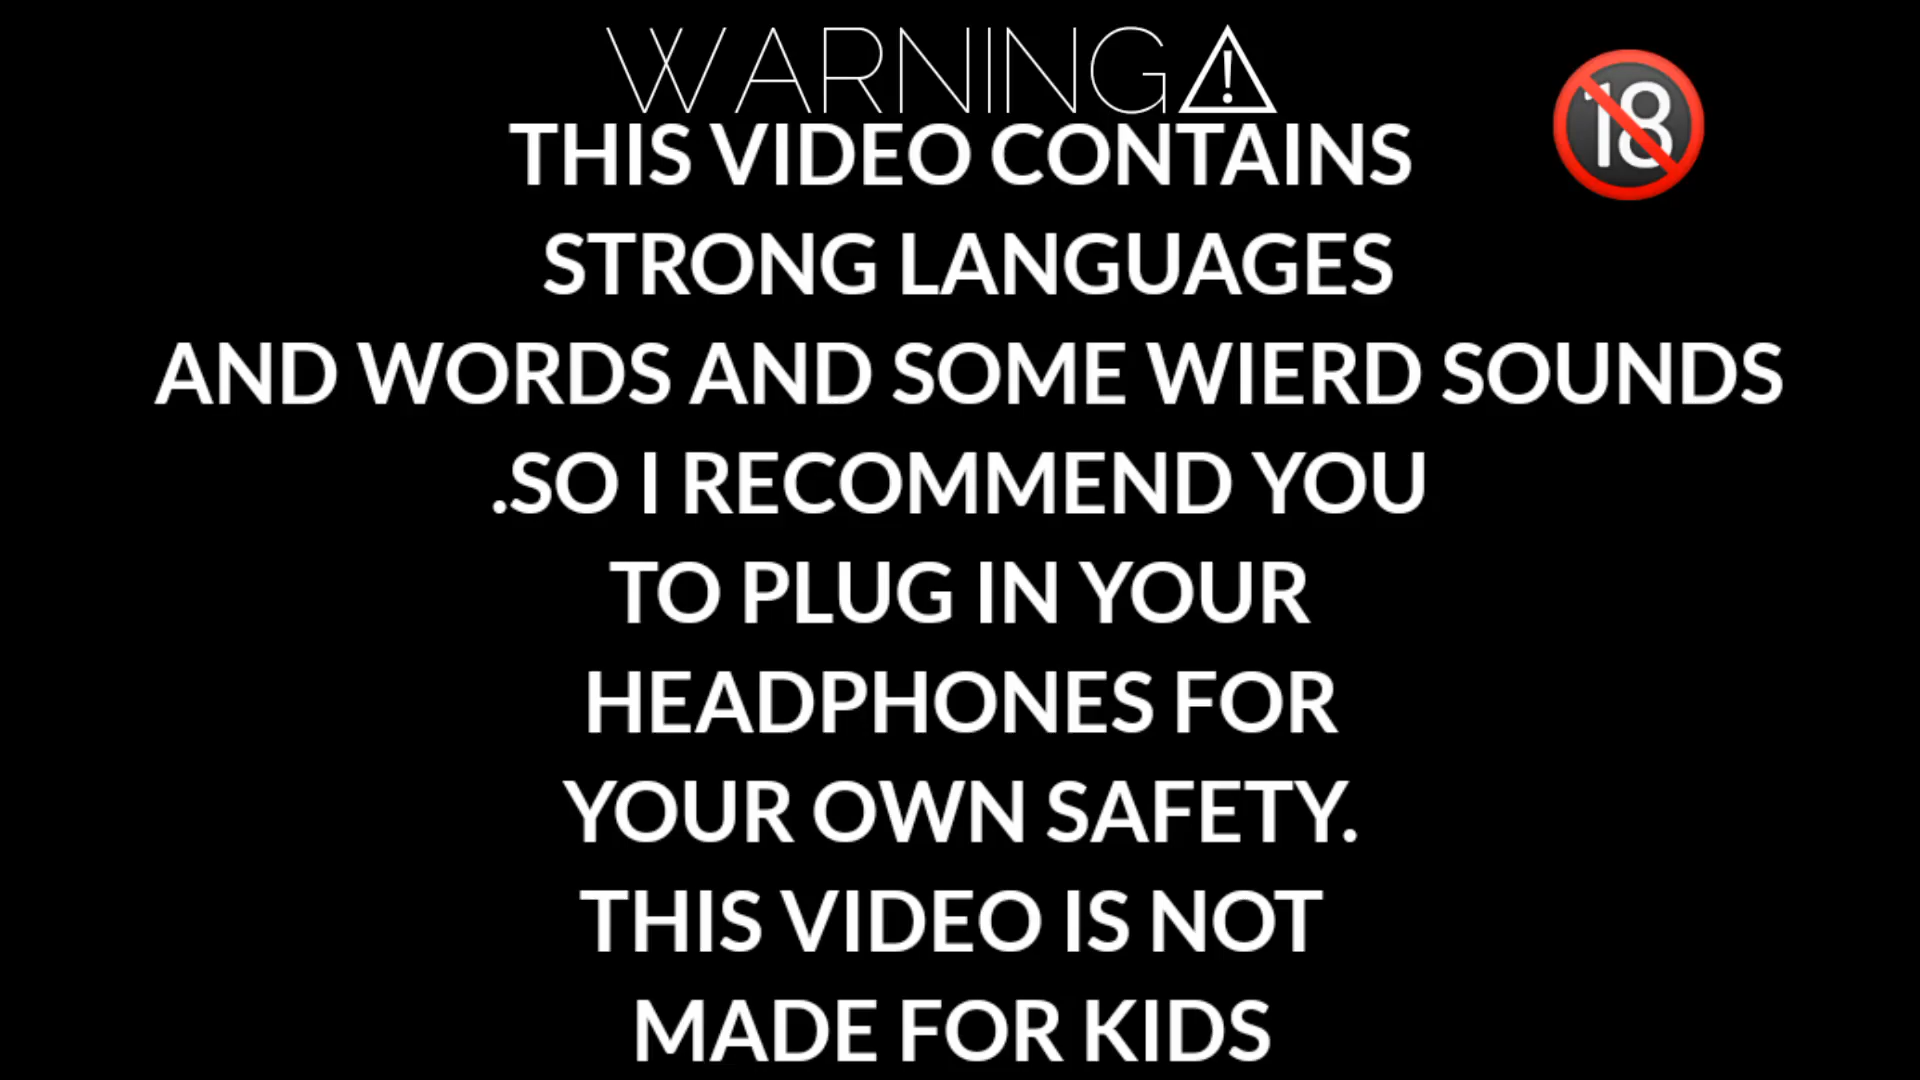 WARNING⚠
🔞
THIS VIDEO CONTAINS
STRONG LANGUAGES
AND WORDS AND SOME WIERD SOUNDS
.SO I RECOMMEND YOU
TO PLUG IN YOUR
HEADPHONES FOR
YOUR OWN SAFETY.
THIS VIDEO IS NOT
MADE FOR KIDS